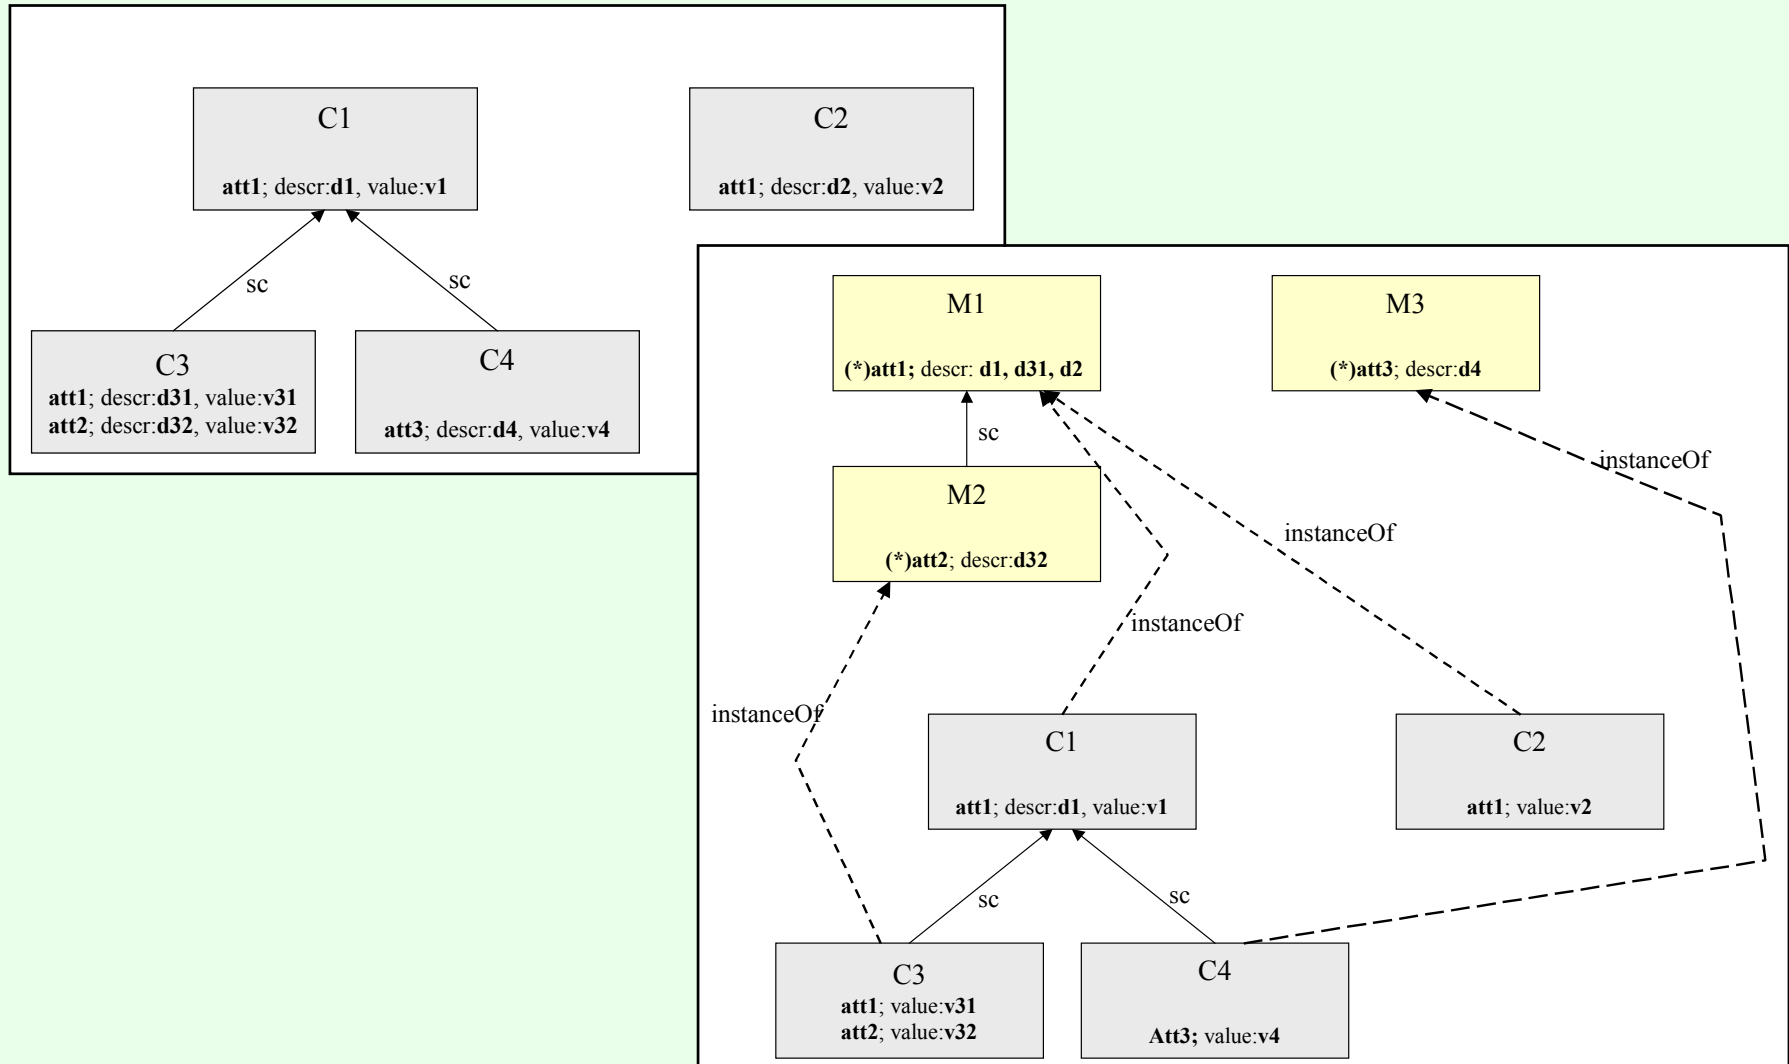 C1
att1; descr:d1, value:v1
C2
att1; descr:d2, value:v2
sc
sc
C3
att1; descr:d31, value:v31
att2; descr:d32, value:v32
C4
att3; descr:d4, value:v4
M1
(*)att1; descr: d1, d31, d2
M3
(*)att3; descr:d4
sc
instanceOf
M2
(*)att2; descr:d32
instanceOf
instanceOf
instanceOf
C1
att1; descr:d1, value:v1
C2
att1; value:v2
sc
sc
C3
att1; value:v31
att2; value:v32
C4
Att3; value:v4